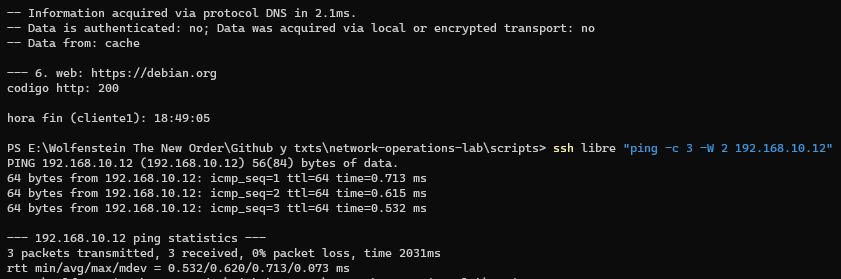 -- Information acquired via protocol DNS in 2.1ms.
-- Data is authenticated: no; Data was acquired via local or encrypted transport: no
-- Data from: cache
--- 6. web: https://debian.org
codigo http: 200
hora fin (cliente1): 18:49:05
PS E:\Wolfenstein The New Order\Github y txts\network-operations-lab\scripts> ssh libre "ping -c 3 -W 2 192.168.10.12"
PING 192.168.10.12 (192.168.10.12) 56(84) bytes of data.
64 bytes from 192.168.10.12: icmp_seq=1 ttl=64 time=0.713 ms
64 bytes from 192.168.10.12: icmp_seq=2 ttl=64 time=0.615 ms
64 bytes from 192.168.10.12: icmp_seq=3 ttl=64 time=0.532 ms
--- 192.168.10.12 ping statistics ---
3 packets transmitted, 3 received, 0% packet loss, time 2031ms
rtt min/avg/max/mdev = 0.532/0.620/0.713/0.073 ms